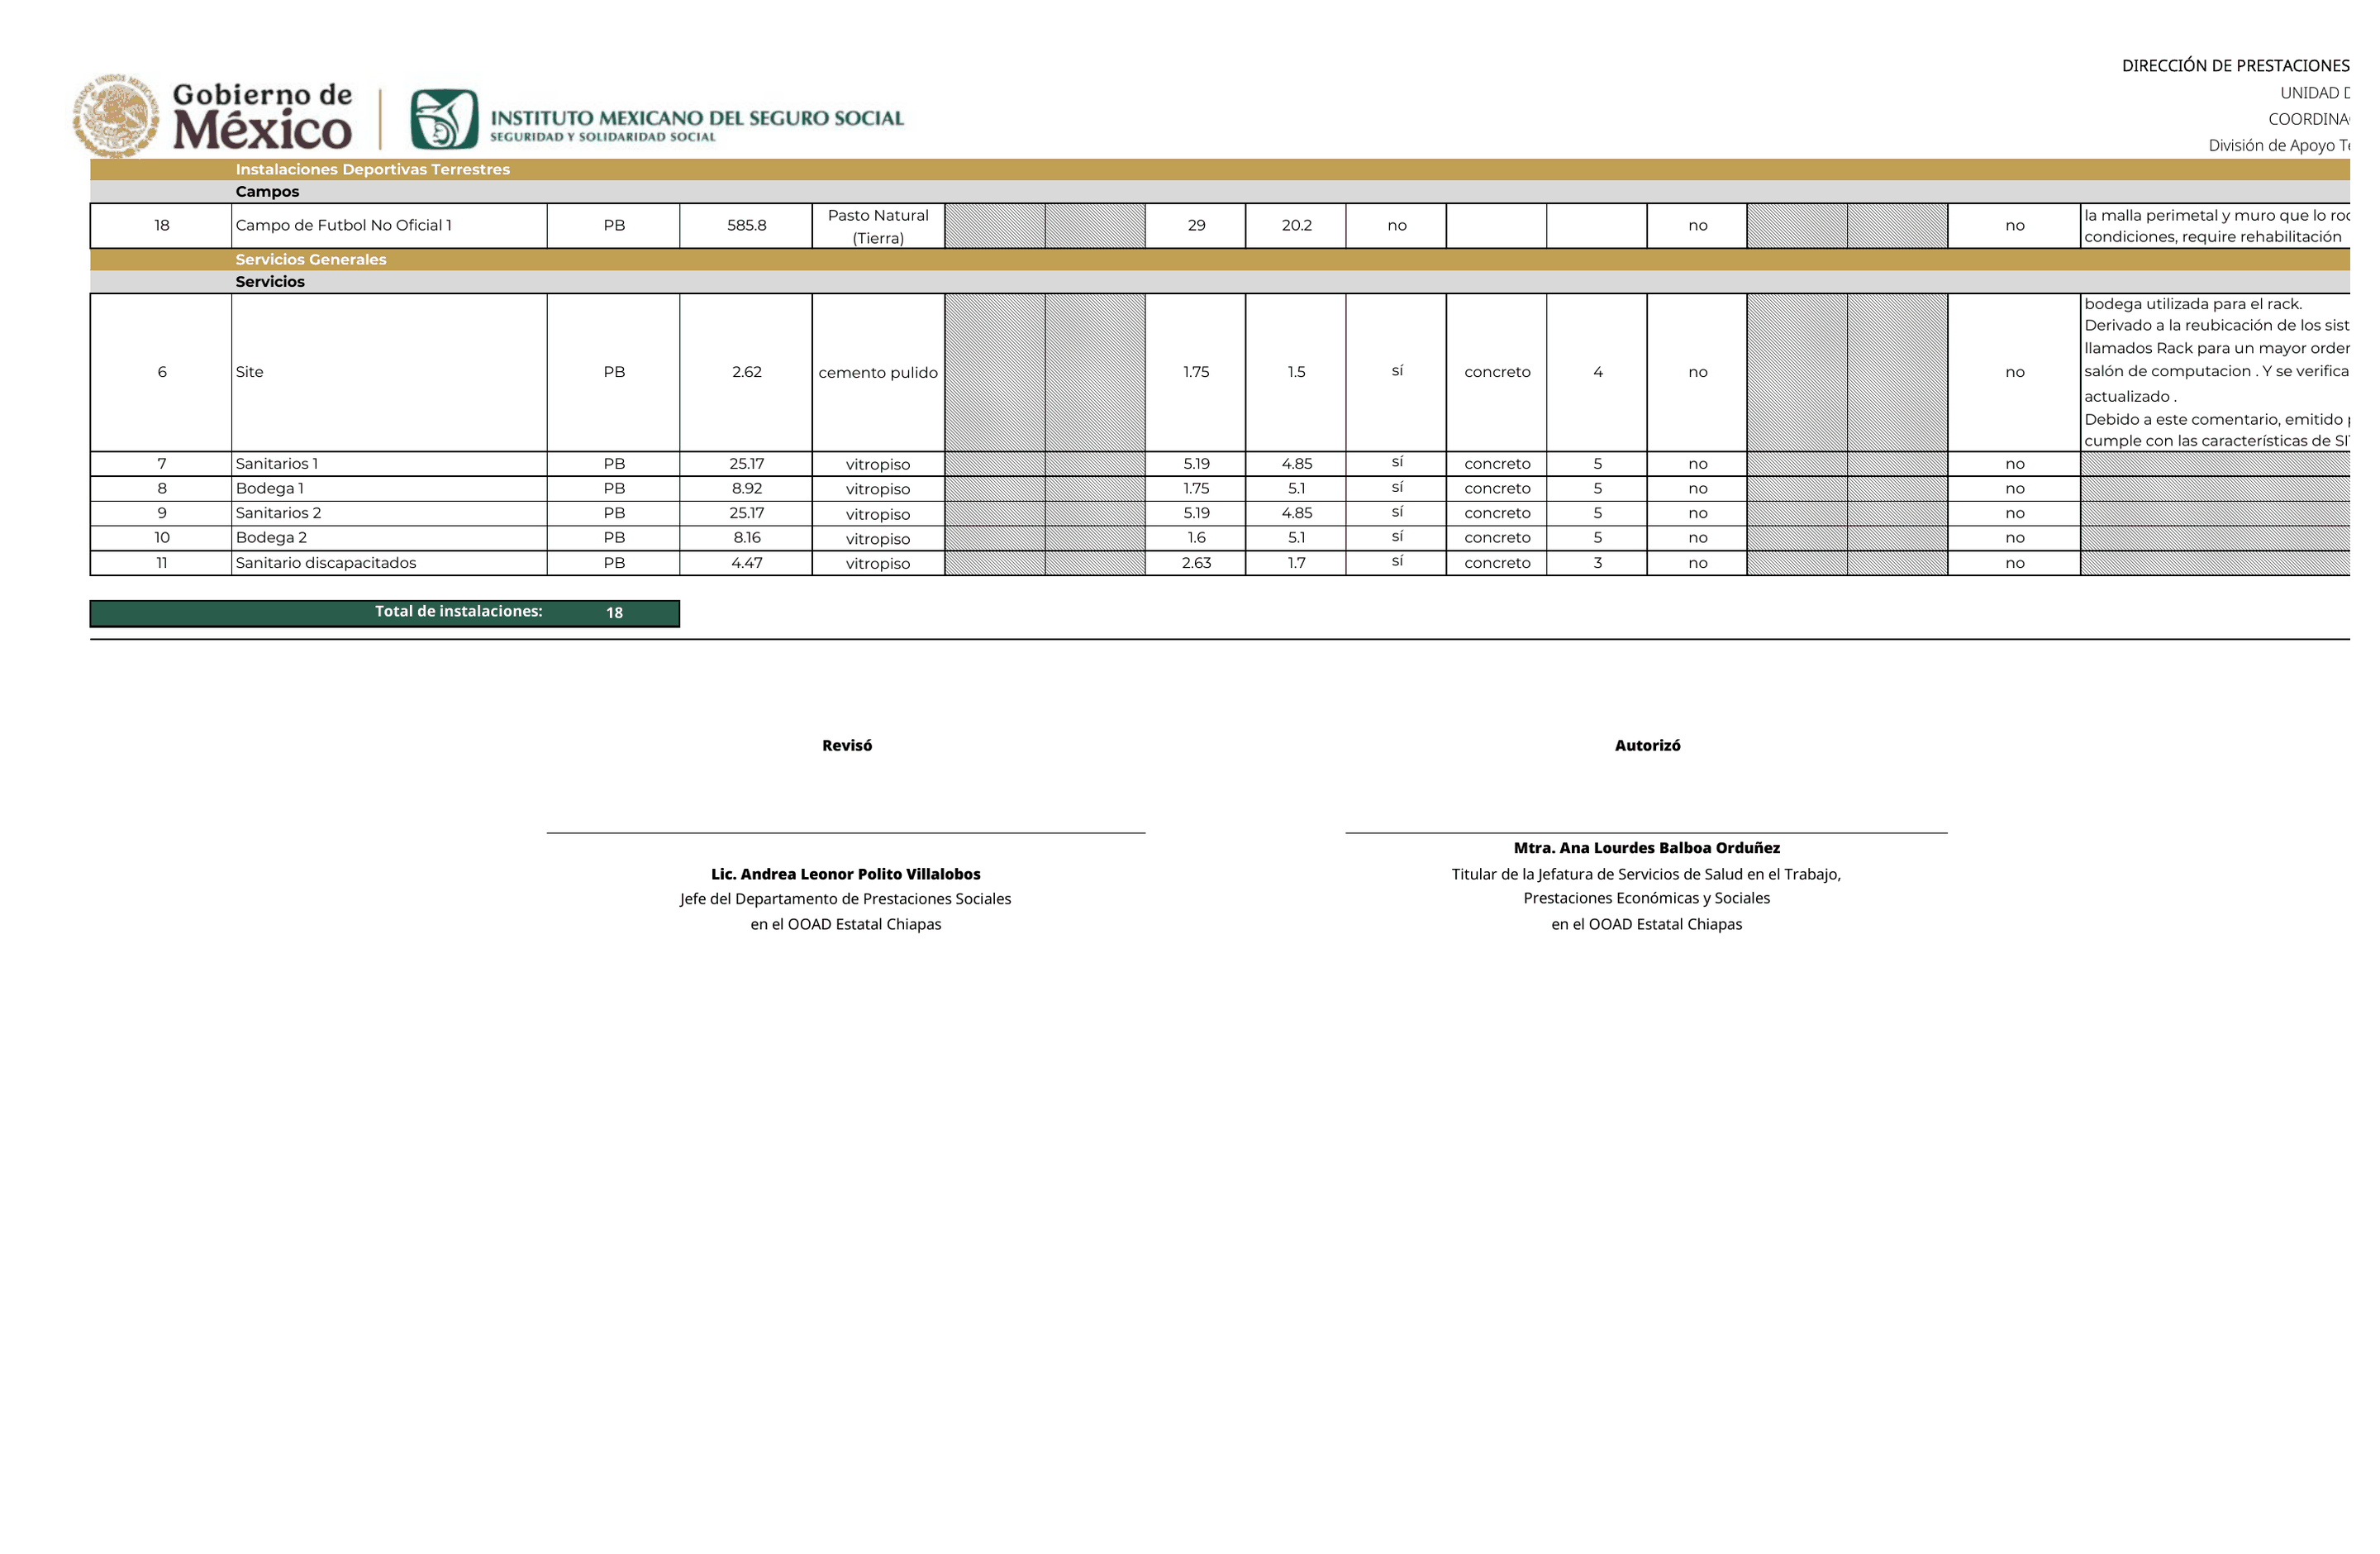 DIRECCIÓN DE PRESTACIONES
UNIDAD
COORDINA
División de Apoyo
Gobierno de
México
INSTITUTO MEXICANO DEL SEGURO SOCIAL
SEGURIDAD Y SOLIDARIDAD SOCIAL
Instalaciones Deportivas Terrestres
Campos
18 Campo de Futbol No Oficial 1 PB 585.8 Pasto Natural (Tierra) 29 20.2 no no no la malla perimetal y muro que lo
condiciones, require rehabilitación
Servicios Generales
Servicios
bodega utilizada para el rack.
Derivado a la reubicación de los sist
llamados Rack para un mayor orden
6 Site PB 2.62 cemento pulido 1.75 1.5 sí concreto 4 no no salón de computacion . Y se verifica
actualizado .
Debido a este comentario, emitido
cumple con las características de
7 Sanitarios 1 PB 25.17 vitropiso 5.19 4.85 sí concreto 5 no no
8 Bodega 1 PB 8.92 vitropiso 1.75 5.1 sí concreto 5 no no
9 Sanitarios 2 PB 25.17 vitropiso 5.19 4.85 sí concreto 5 no no
10 Bodega 2 PB 8.16 vitropiso 1.6 5.1 sí concreto 5 no no
11 Sanitario discapacitados PB 4.47 vitropiso 2.63 1.7 sí concreto 3 no no
Total de instalaciones: 18
Revisó
Autorizó
Lic. Andrea Leonor Polito Villalobos
Jefe del Departamento de Prestaciones Sociales
en el OOAD Estatal Chiapas
Mtra. Ana Lourdes Balboa Orduñez
Titular de la Jefatura de Servicios de Salud en el Trabajo,
Prestaciones Económicas y Sociales
en el OOAD Estatal Chiapas